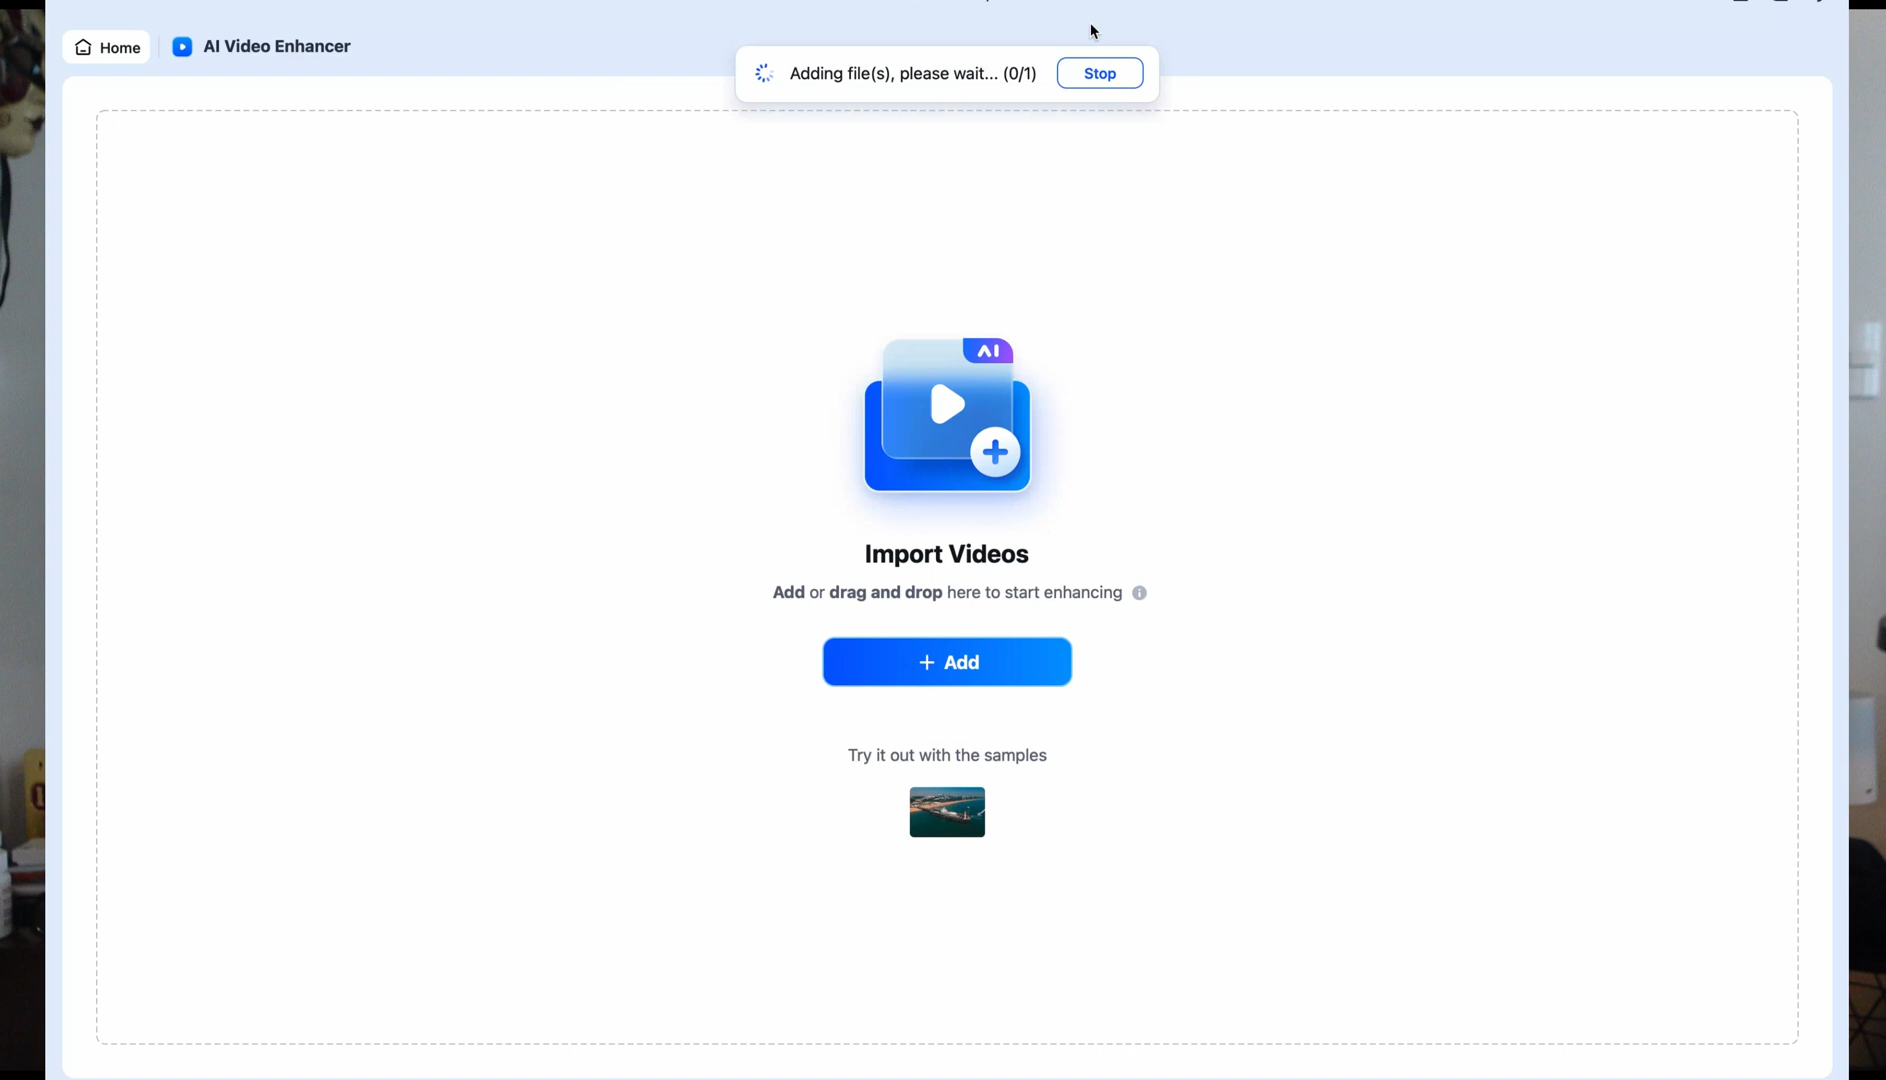 Home
AI Video Enhancer
Adding file(s), please wait... (0/1)
Stop
AI
Import Videos
Add or drag and drop here to start enhancing
+ Add
Try it out with the samples